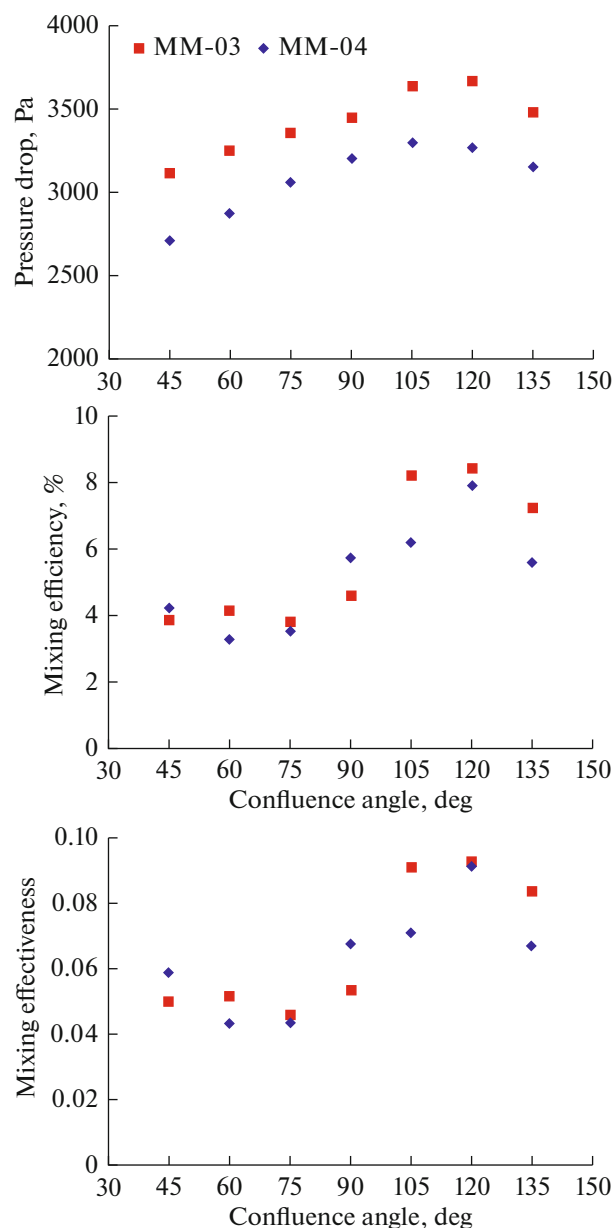 4000
MM-03 MM-04
3500
3000
2500
2000
Pressure drop, Pa
30 45 60 75 90 105 120 135 150
10
8
6
4
2
0
Mixing efficiency, %
30 45 60 75 90 105 120 135 150
Confluence angle, deg
0.10
0.08
0.06
0.04
0.02
0
Mixing effectiveness
30 45 60 75 90 105 120 135 150
Confluence angle, deg